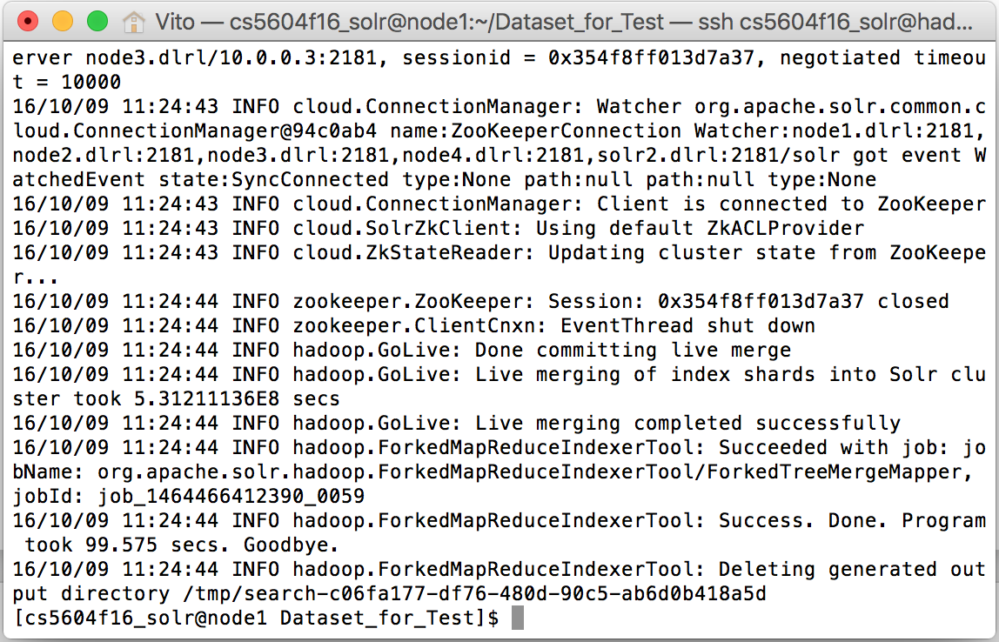 Vito — cs5604f16_solr@node1:~/Dataset_for_Test — ssh cs5604f16_solr@had...
erver node3.dlrl/10.0.0.3:2181, sessionid = 0x354f8ff013d7a37, negotiated timeou
t = 10000
16/10/09 11:24:43 INFO cloud.ConnectionManager: Watcher org.apache.solr.common.c
loud.ConnectionManager@94c0ab4 name:ZooKeeperConnection Watcher:node1.dlrl:2181,
node2.dlrl:2181,node3.dlrl:2181,node4.dlrl:2181,solr2.dlrl:2181/solr got event W
atchedEvent state:SyncConnected type:None path:null path:null type:None
16/10/09 11:24:43 INFO cloud.ConnectionManager: Client is connected to ZooKeeper
16/10/09 11:24:43 INFO cloud.SolrZkClient: Using default ZkACLProvider
16/10/09 11:24:43 INFO cloud.ZkStateReader: Updating cluster state from ZooKeepe
r...
16/10/09 11:24:44 INFO zookeeper.ZooKeeper: Session: 0x354f8ff013d7a37 closed
16/10/09 11:24:44 INFO zookeeper.ClientCnxn: EventThread shut down
16/10/09 11:24:44 INFO hadoop.GoLive: Done committing live merge
16/10/09 11:24:44 INFO hadoop.GoLive: Live merging of index shards into Solr clu
ster took 5.31211136E8 secs
16/10/09 11:24:44 INFO hadoop.GoLive: Live merging completed successfully
16/10/09 11:24:44 INFO hadoop.ForkedMapReduceIndexerTool: Succeeded with job: jo
bName: org.apache.solr.hadoop.ForkedMapReduceIndexerTool/ForkedTreeMergeMapper,
jobId: job_1464466412390_0059
16/10/09 11:24:44 INFO hadoop.ForkedMapReduceIndexerTool: Success. Done. Program
 took 99.575 secs. Goodbye.
16/10/09 11:24:44 INFO hadoop.ForkedMapReduceIndexerTool: Deleting generated out
put directory /tmp/search-c06fa177-df76-480d-90c5-ab6d0b418a5d
[cs5604f16_solr@node1 Dataset_for_Test]$